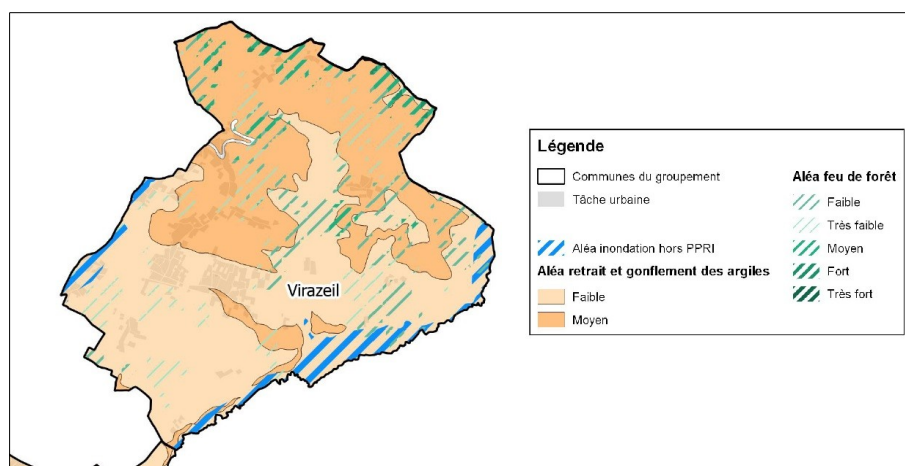 Virazeil
Légende
Communes du groupement
Tâche urbaine
Aléa inondation hors PPRI
Aléa retrait et gonflement des argiles
Faible
Moyen
Aléa feu de forêt
Faible
Très faible
Moyen
Fort
Très fort